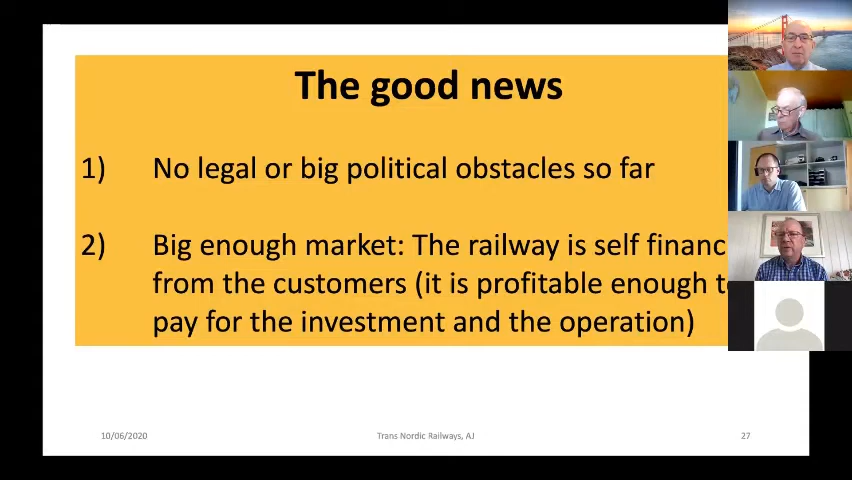 The good news
1) No legal or big political obstacles so far
2) Big enough market: The railway is self financ
from the customers (it is profitable enough t
pay for the investment and the operation)
10/06/2020 Trans Nordic Railways, AJ 27